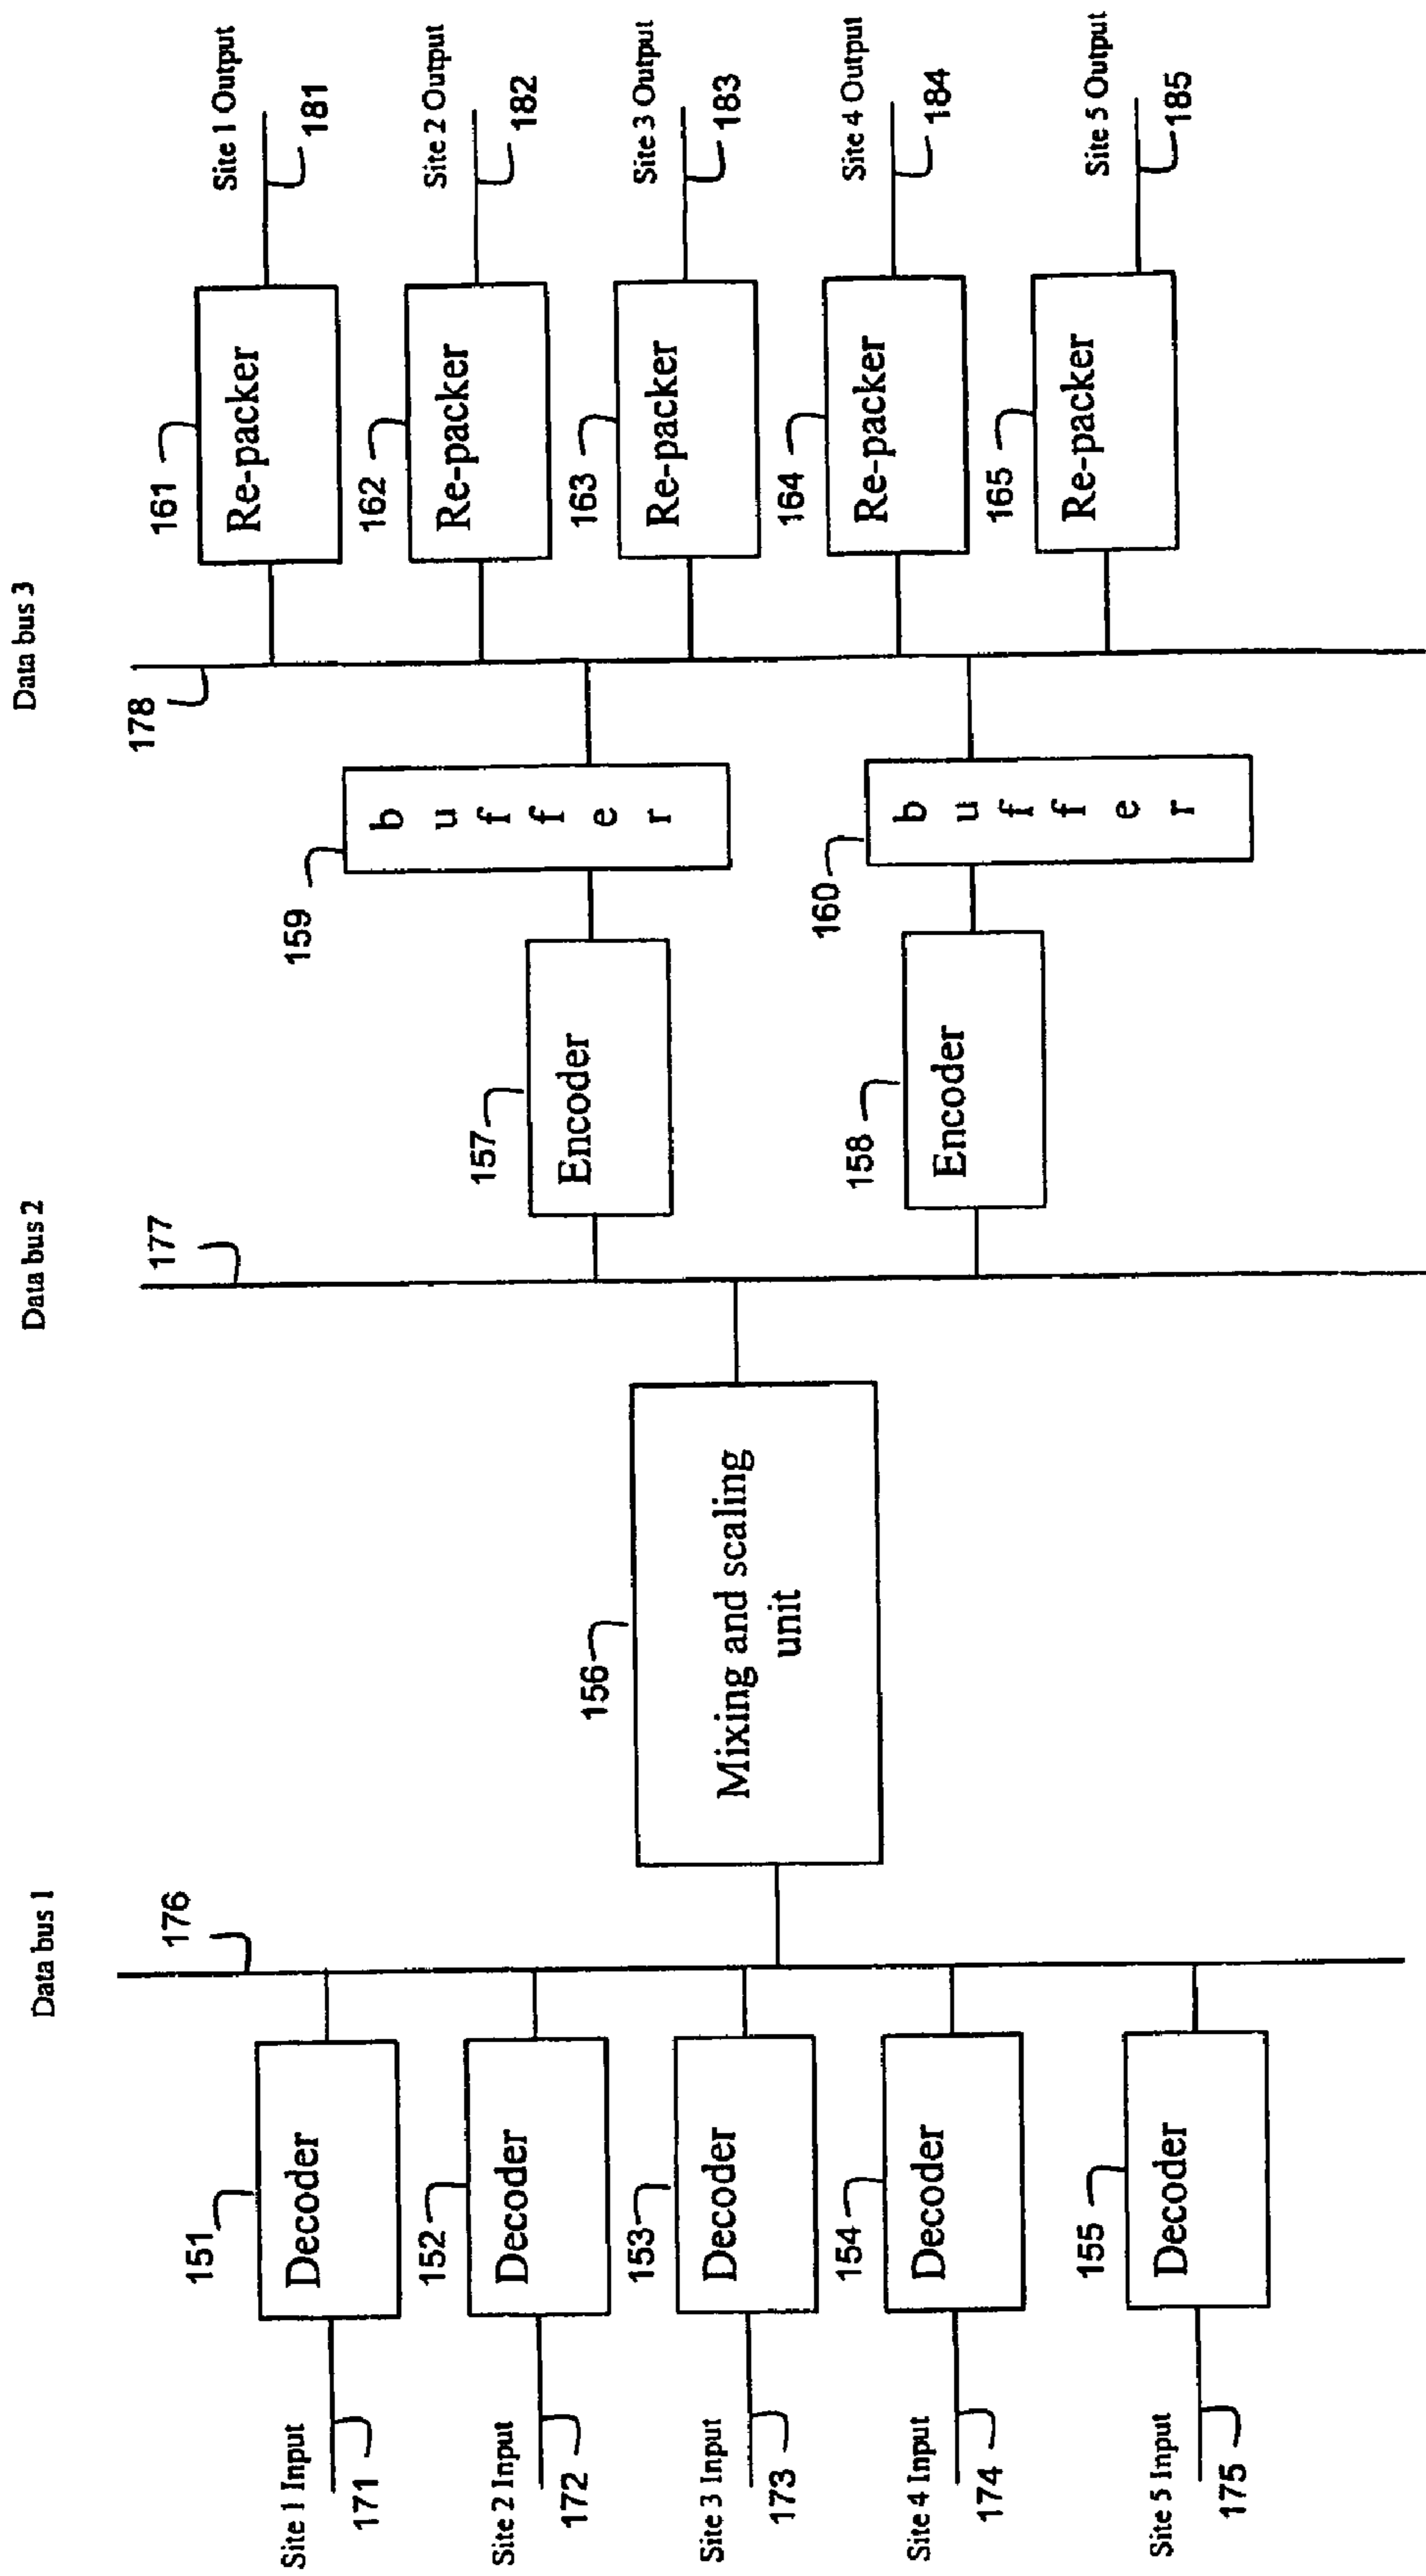 Data bus 1
Data bus 2
Data bus 3
176
177
178
Site 1 Input
171
151
Decoder
Site 2 Input
172
152
Decoder
Site 3 Input
173
153
Decoder
Site 4 Input
174
154
Decoder
Site 5 Input
175
155
Decoder
156
Mixing and scaling
unit
157
Encoder
158
Encoder
159
buffer
160
buffer
161
Re-packer
Site 1 Output
181
162
Re-packer
Site 2 Output
182
163
Re-packer
Site 3 Output
183
164
Re-packer
Site 4 Output
184
165
Re-packer
Site 5 Output
185